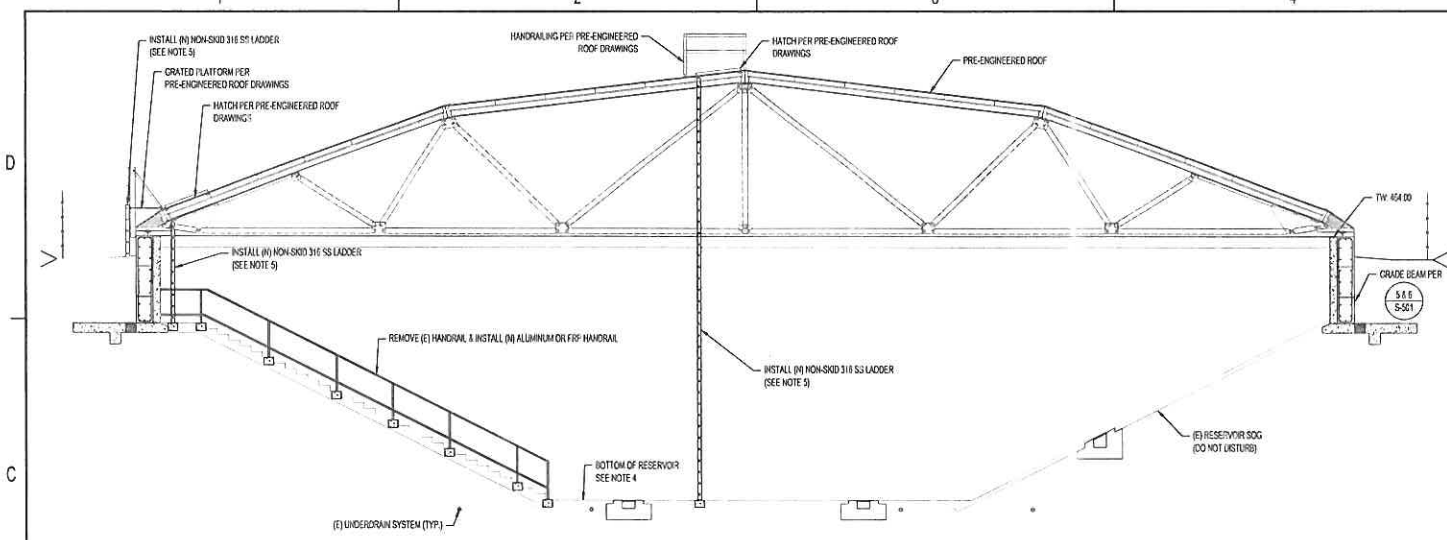 1 2 3 4
INSTALL (N) NON-SKID 316 SS LADDER
(SEE NOTE 5)
GRATED PLATFORM PER
PRE-ENGINEERED ROOF DRAWINGS
HATCH PER PRE-ENGINEERED ROOF
DRAWINGS
HANDRAILING PER PRE-ENGINEERED
ROOF DRAWINGS
HATCH PER PRE-ENGINEERED ROOF
DRAWINGS
PRE-ENGINEERED ROOF
D
TW: 464.00
INSTALL (N) NON-SKID 316 SS LADDER
(SEE NOTE 5)
GRADE BEAM PER
5 & 6
S-501
REMOVE (E) HANDRAIL & INSTALL (N) ALUMINUM OR FRP HANDRAIL
INSTALL (N) NON-SKID 316 SS LADDER
(SEE NOTE 5)
(E) RESERVOIR SOG
(DO NOT DISTURB)
C
BOTTOM OF RESERVOIR
SEE NOTE 4
(E) UNDERDRAIN SYSTEM (TYP.)